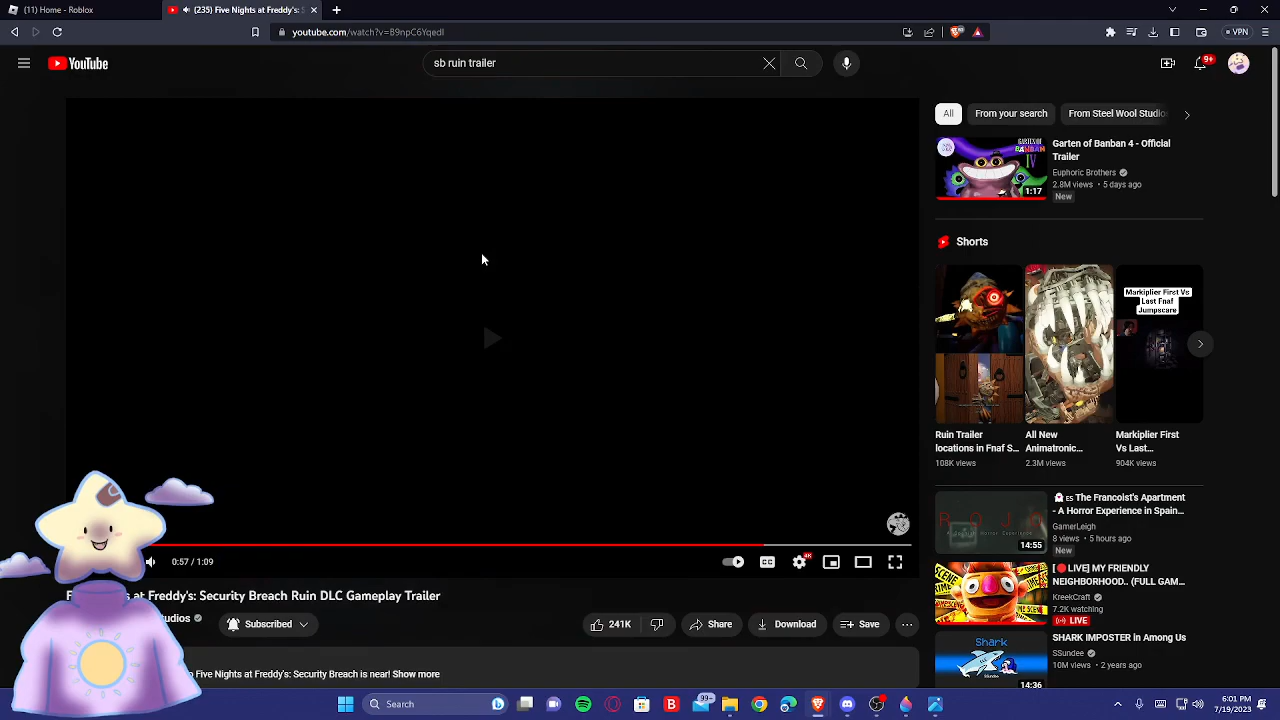 (11) Home - Roblox
(235) Five Nights at Freddy's: S
youtube.com/watch?v=B9npC6Yqedl
VPN
YouTube
sb ruin trailer
9+
All
From your search
From Steel Wool Studios
Garten of Banban 4 - Official
Trailer
Euphoric Brothers
2.8M views • 5 days ago
New
1:17
Shorts
Markiplier First Vs
Last Fnaf
Jumpscare
Ruin Trailer
locations in Fnaf S...
108K views
All New
Animatronic...
2.3M views
Markiplier First
Vs Last...
904K views
ROJO
14:55
ES The Francoist's Apartment
- A Horror Experience in Spain...
GamerLeigh
8 views • 5 hours ago
New
[🔴LIVE] MY FRIENDLY
NEIGHBORHOOD.. (FULL GAM...
KreekCraft
7.2K watching
LIVE
Shark
14:36
SHARK IMPOSTER in Among Us
SSundee
10M views • 2 years ago
0:57 / 1:09
CC
4K
at Freddy's: Security Breach Ruin DLC Gameplay Trailer
Subscribed
241K
Share
Download
Save
Five Nights at Freddy's: Security Breach is near! Show more
Search
99+
6:01 PM
7/19/2023